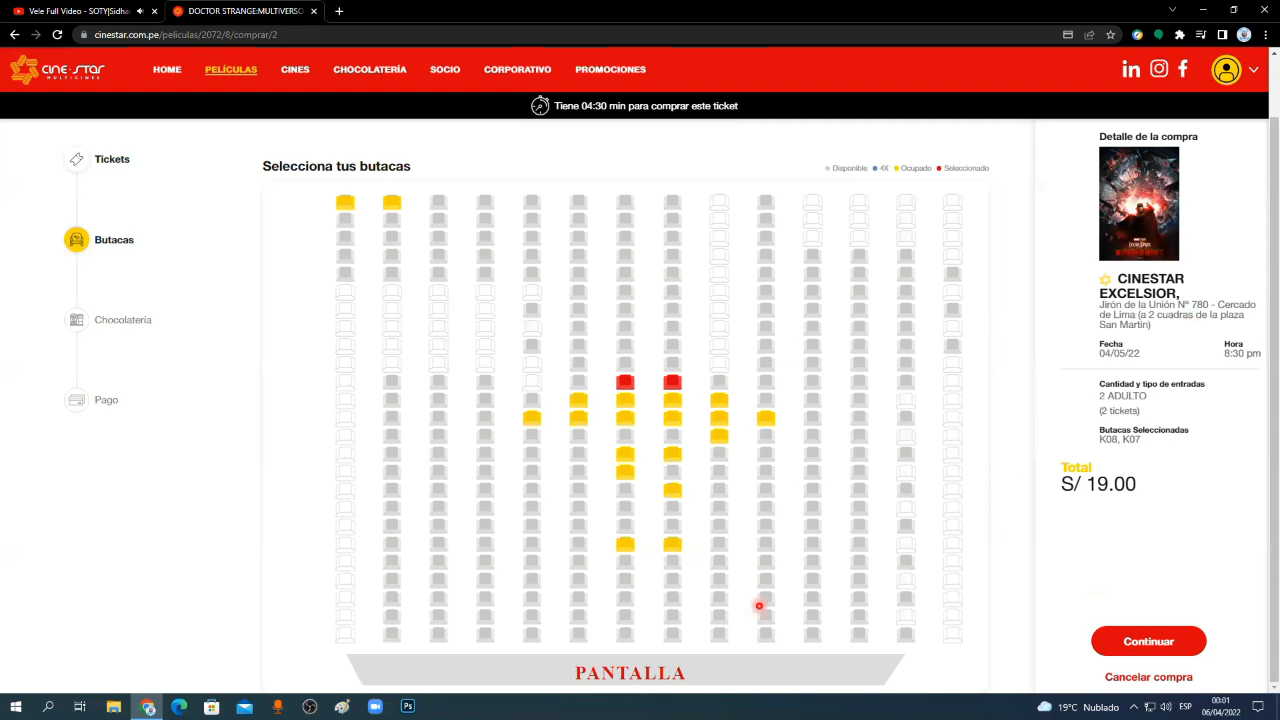 Vele Full Video - SOTY|Sidha
DOCTOR STRANGE:MULTIVERSO
cinestar.com.pe/peliculas/2072/8/comprar/2
CINE STAR
MULTICINES
HOME
PELÍCULAS
CINES
CHOCOLATERÍA
SOCIO
CORPORATIVO
PROMOCIONES
Tiene 04:30 min para comprar este ticket
Tickets
Butacas
Chocolatería
Pago
Selecciona tus butacas
Disponible
4X
Ocupado
Seleccionado
PANTALLA
Detalle de la compra
CINESTAR
EXCELSIOR,
Jirón de la Unión Nº 780 - Cercado
de Lima (a 2 cuadras de la plaza
San Martín)
Fecha Hora
04/05/22 8:30 pm
Cantidad y tipo de entradas
2 ADULTO
(2 tickets)
Butacas Seleccionadas
K08, K07
Total
S/ 19.00
Continuar
Cancelar compra
Ps
19°C Nublado
ESP
00:01
06/04/2022